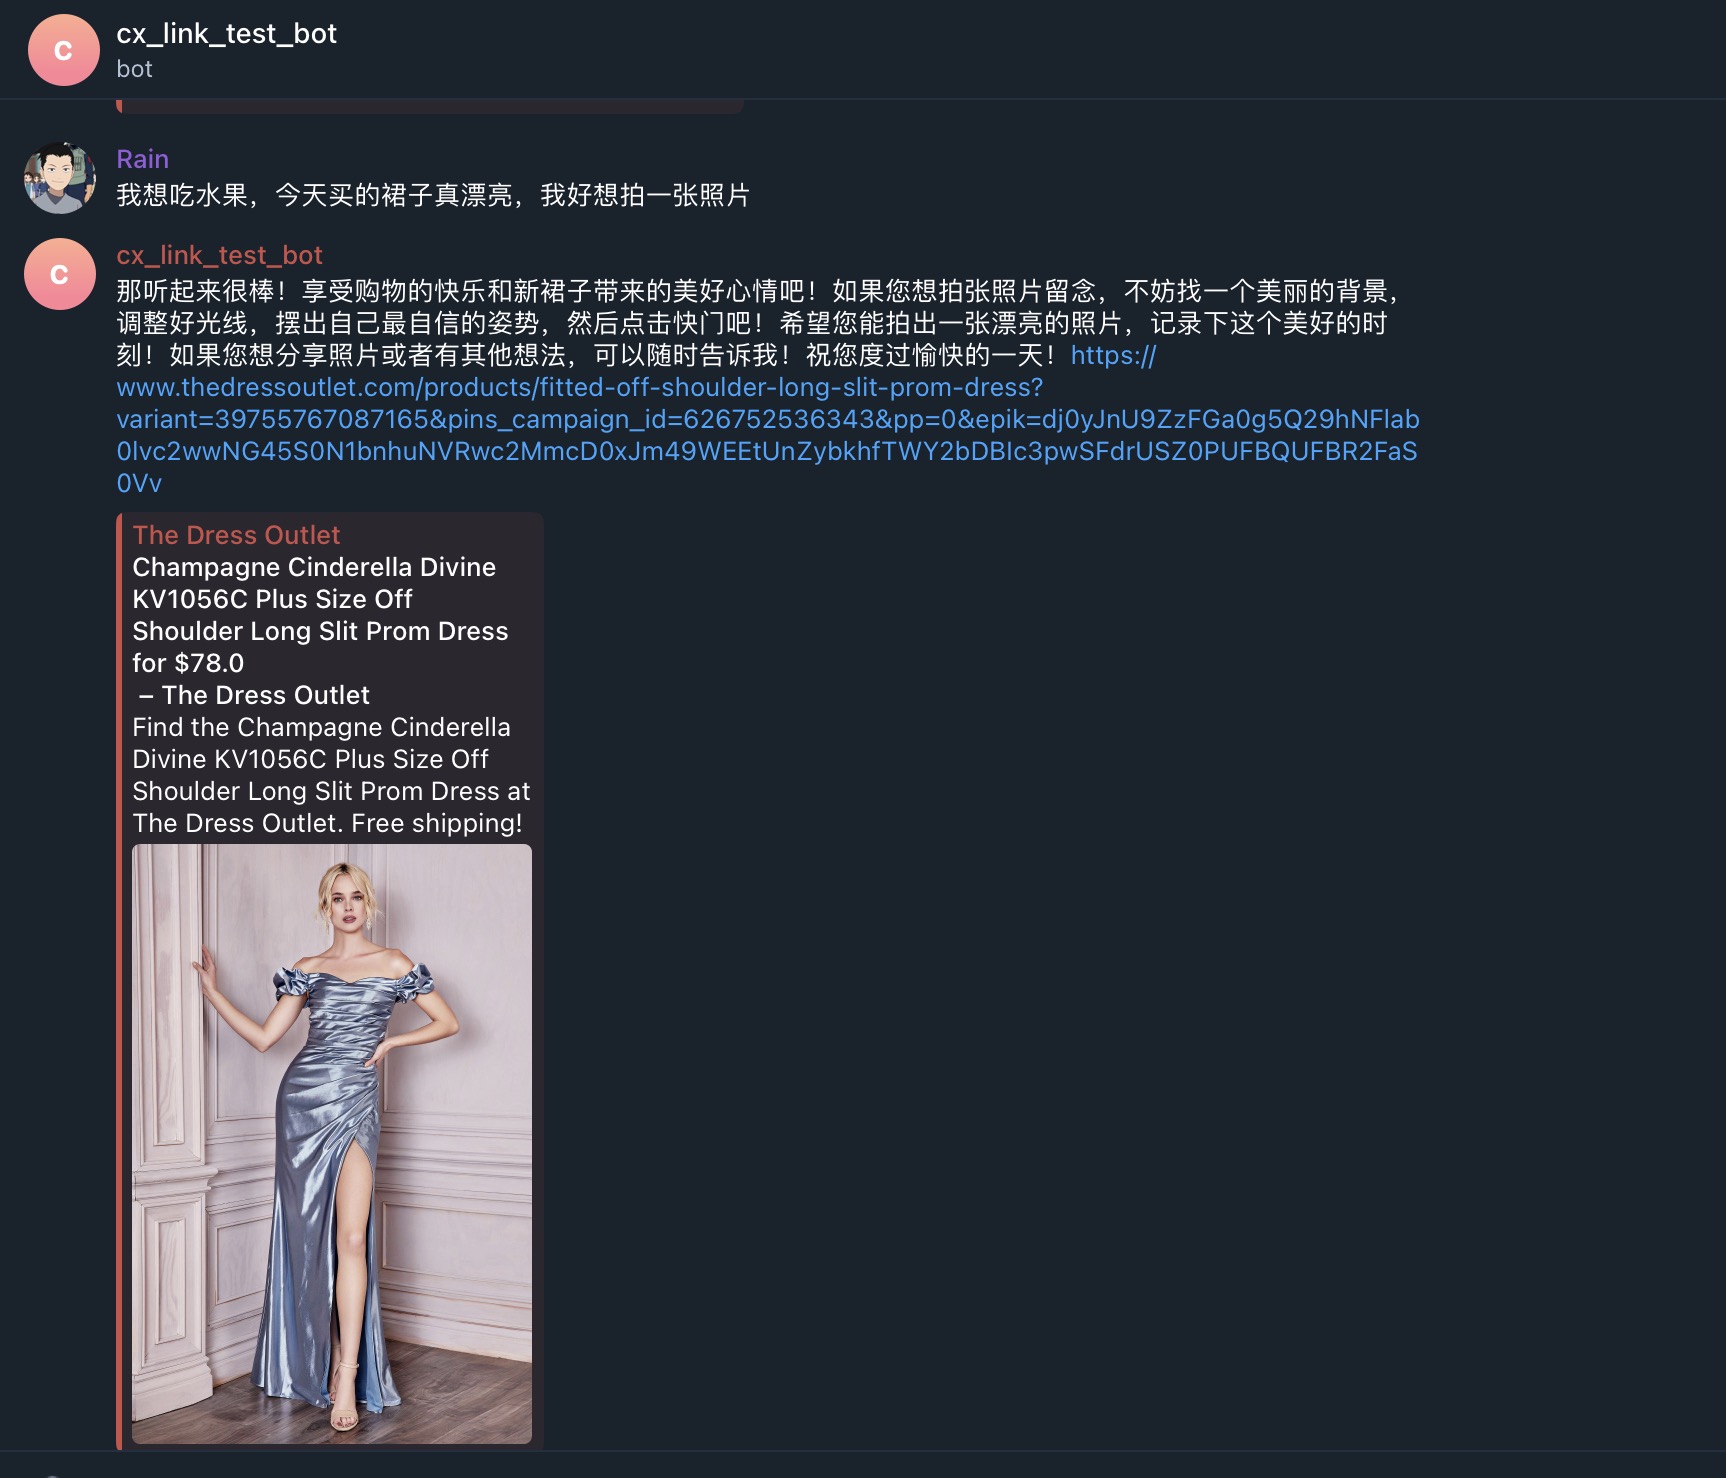 C
cx_link_test_bot
bot
Rain
我想吃水果，今天买的裙子真漂亮，我好想拍一张照片
C
cx_link_test_bot
那听起来很棒！享受购物的快乐和新裙子带来的美好心情吧！如果您想拍张照片留念，不妨找一个美丽的背景，
调整好光线，摆出自己最自信的姿势，然后点击快门吧！希望您能拍出一张漂亮的照片，记录下这个美好的时
刻！如果您想分享照片或者有其他想法，可以随时告诉我！祝您度过愉快的一天！https://
www.thedressoutlet.com/products/fitted-off-shoulder-long-slit-prom-dress?
variant=39755767087165&pins_campaign_id=626752536343&pp=0&epik=dj0yJnU9ZzFGa0g5Q29hNFlab
0lvc2wwNG45S0N1bnhuNVRwc2MmcD0xJm49WEEtUnZybkhfTWY2bDBIc3pwSFdrUSZ0PUFBQUFBR2FaS
0Vv
The Dress Outlet
Champagne Cinderella Divine
KV1056C Plus Size Off
Shoulder Long Slit Prom Dress
for $78.0
– The Dress Outlet
Find the Champagne Cinderella
Divine KV1056C Plus Size Off
Shoulder Long Slit Prom Dress at
The Dress Outlet. Free shipping!